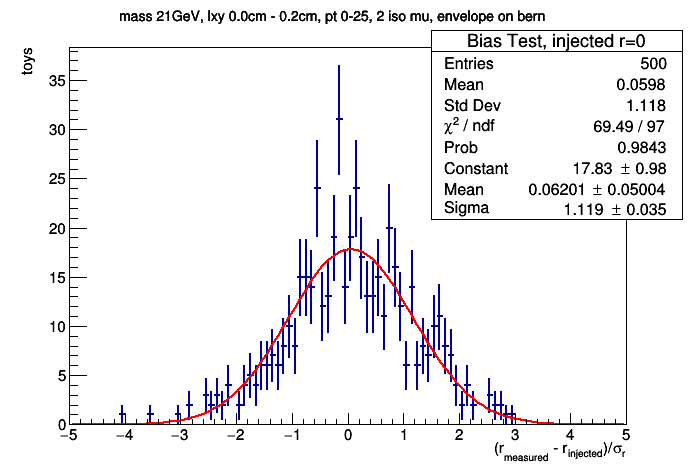 mass 21GeV, lxy 0.0cm - 0.2cm, pt 0-25, 2 iso mu, envelope on bern
Bias Test, injected r=0
Entries 500
Mean 0.0598
Std Dev 1.118
χ² / ndf 69.49 / 97
Prob 0.9843
Constant 17.83 ± 0.98
Mean 0.06201 ± 0.05004
Sigma 1.119 ± 0.035
toys
35
30
25
20
15
10
5
0
−5 −4 −3 −2 −1 0 1 2 3 4 5
(r_measured - r_injected)/σ_r